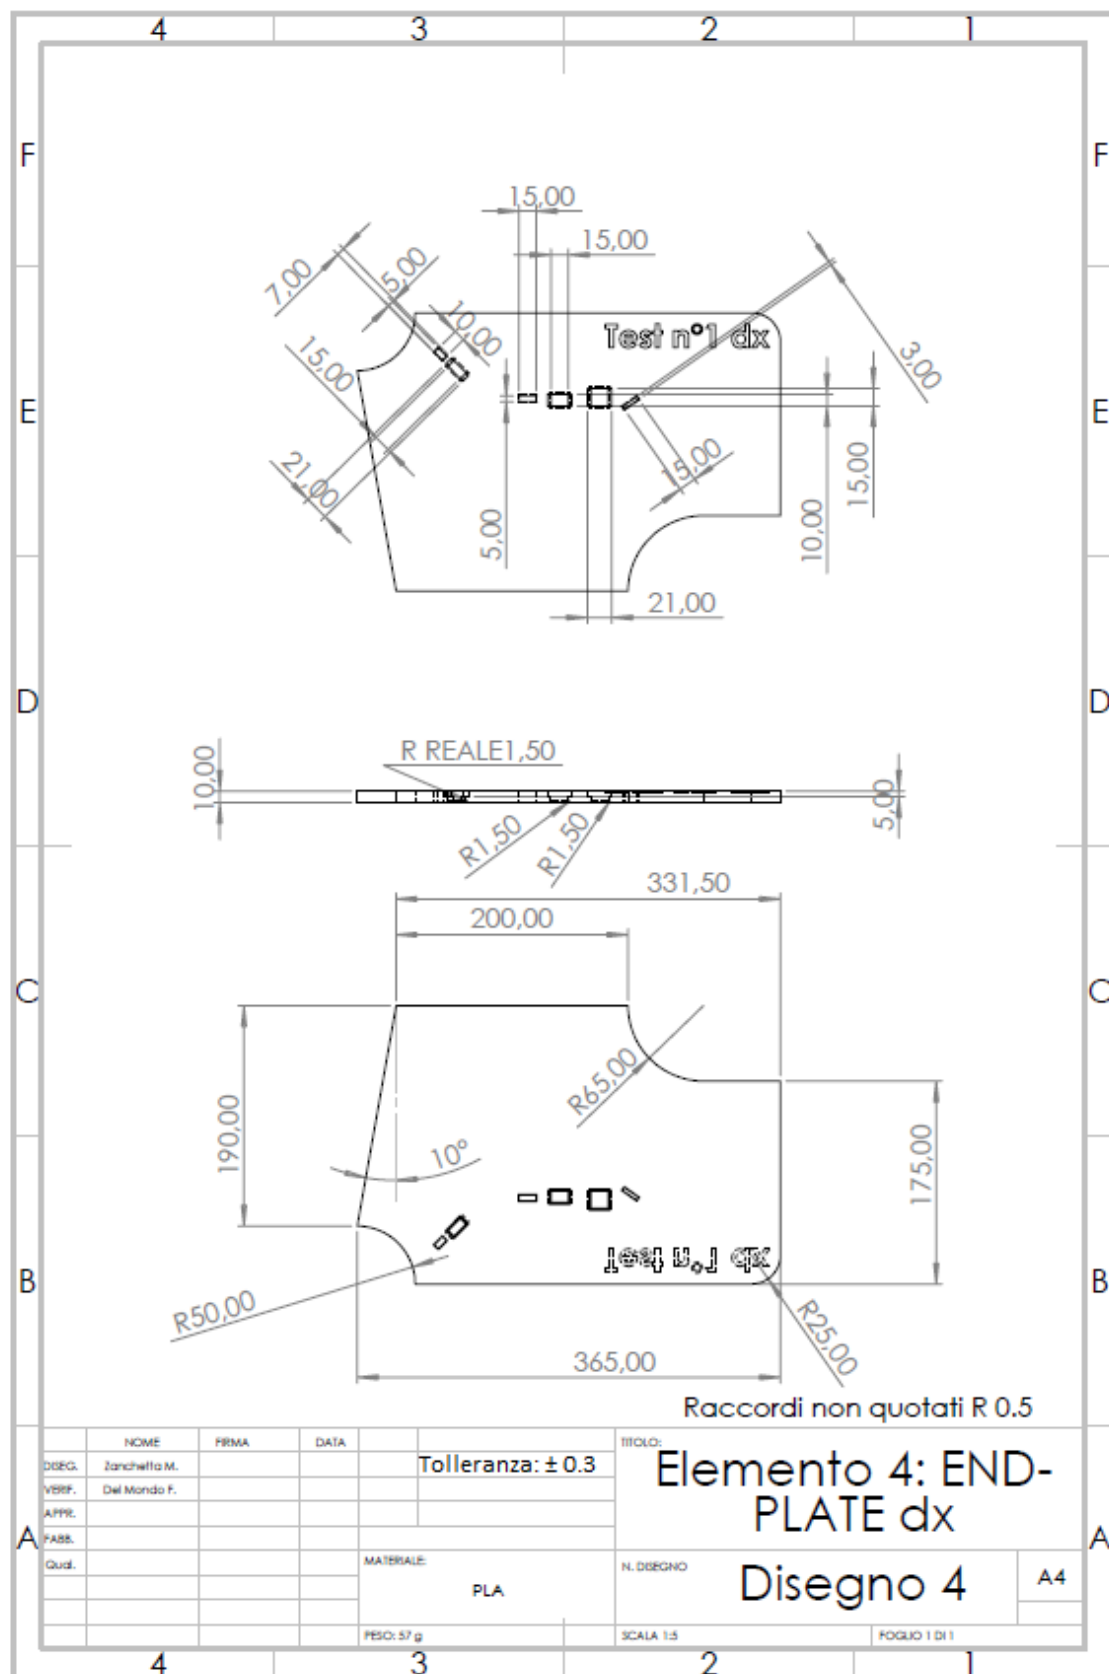 4 3 2 1
F F
15,00
15,00
7,00
5,00
10,00
Test n°1 dx
3,00
15,00
E E
21,00
15,00
15,00
5,00
10,00
21,00
D D
R REALE1,50
10,00
5,00
R1,50
R1,50
331,50
200,00
C C
R65,00
190,00
10°
175,00
Test n°1 dx
B B
R50,00
R25,00
365,00
Raccordi non quotati R 0.5
NOME FIRMA DATA
TITOLO:
DISEG. Zanchetta M.
Tolleranza: ± 0.3
Elemento 4: END-
VERIF. Del Mondo F.
PLATE dx
APPR.
A A
FABB.
Qual.
MATERIALE:
N. DISEGNO
Disegno 4
A4
PLA
PESO: 57 g
SCALA 1:5
FOGLIO 1 DI 1
4 3 2 1